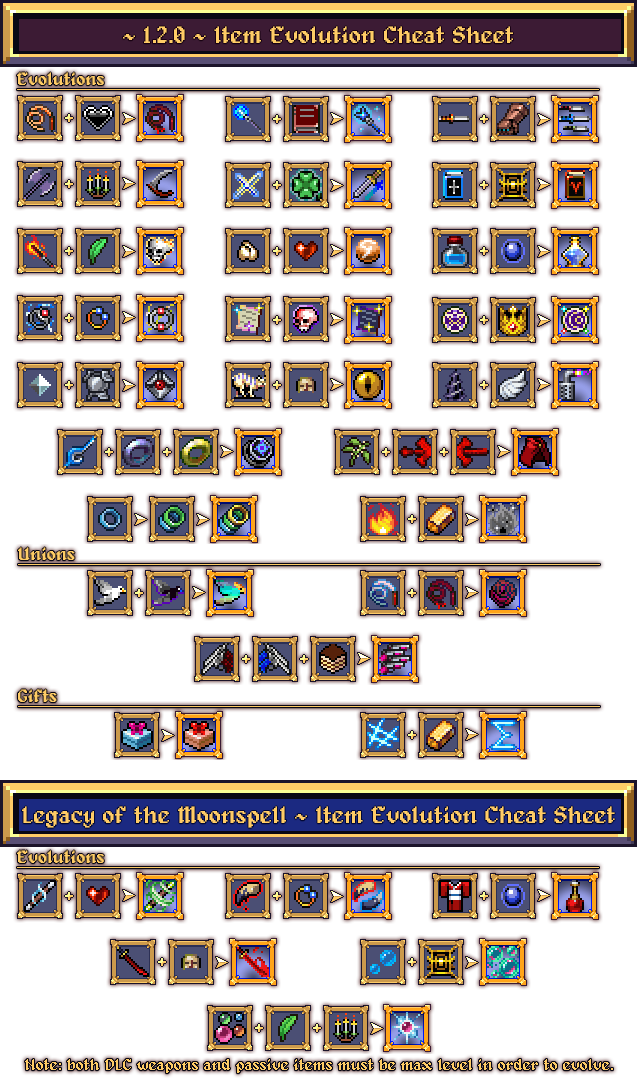 ~ 1.2.0 ~ Item Evolution Cheat Sheet
Evolutions
Unions
Gifts
Legacy of the Moonspell ~ Item Evolution Cheat Sheet
Evolutions
Note: both DLC weapons and passive items must be max level in order to evolve.